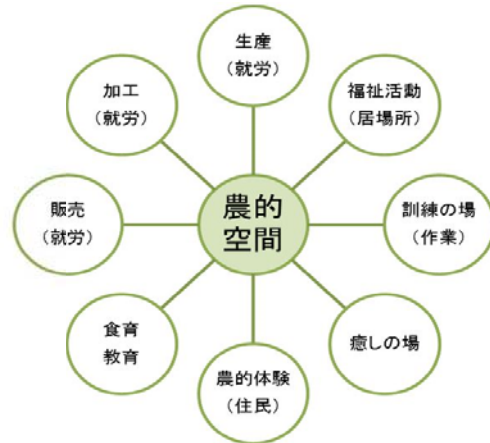 生産
（就労）
福祉活動
（居場所）
訓練の場
（作業）
癒しの場
農的体験
（住民）
食育
教育
販売
（就労）
加工
（就労）
農的
空間